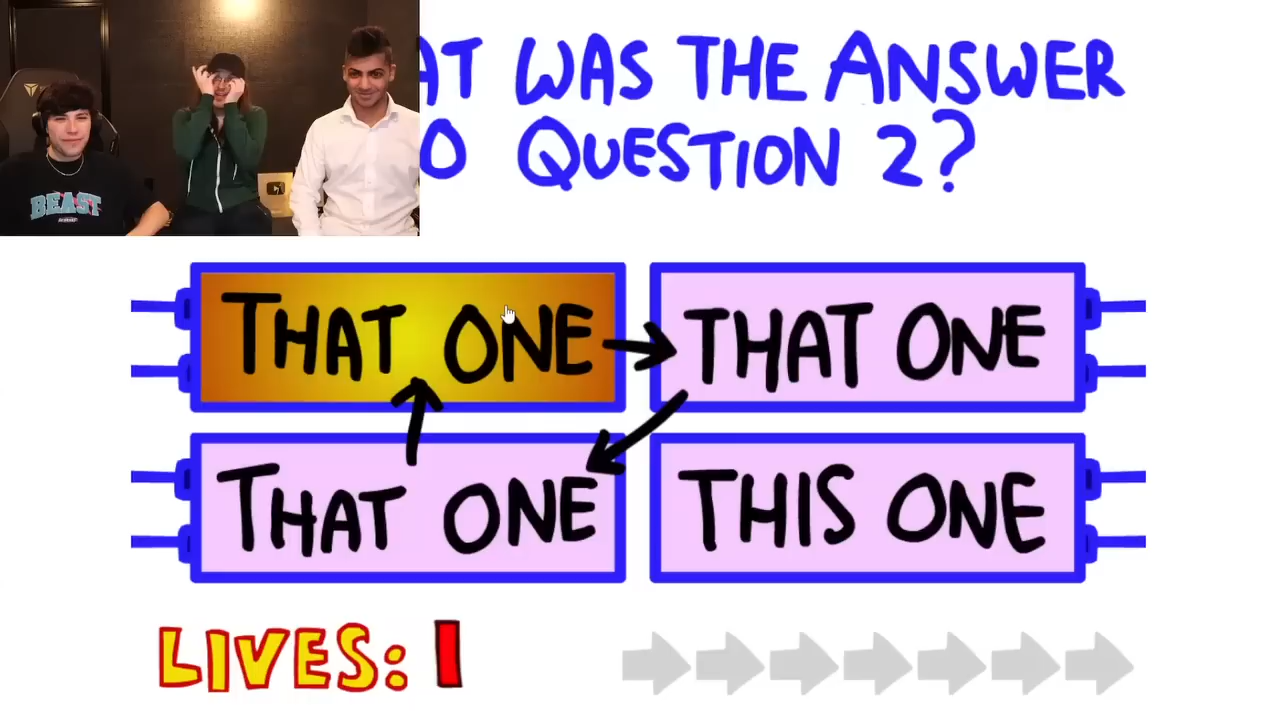 AT WAS THE ANSWER
O QUESTION 2?
THAT ONE
THAT ONE
THAT ONE
THIS ONE
LIVES: 1
BEAST